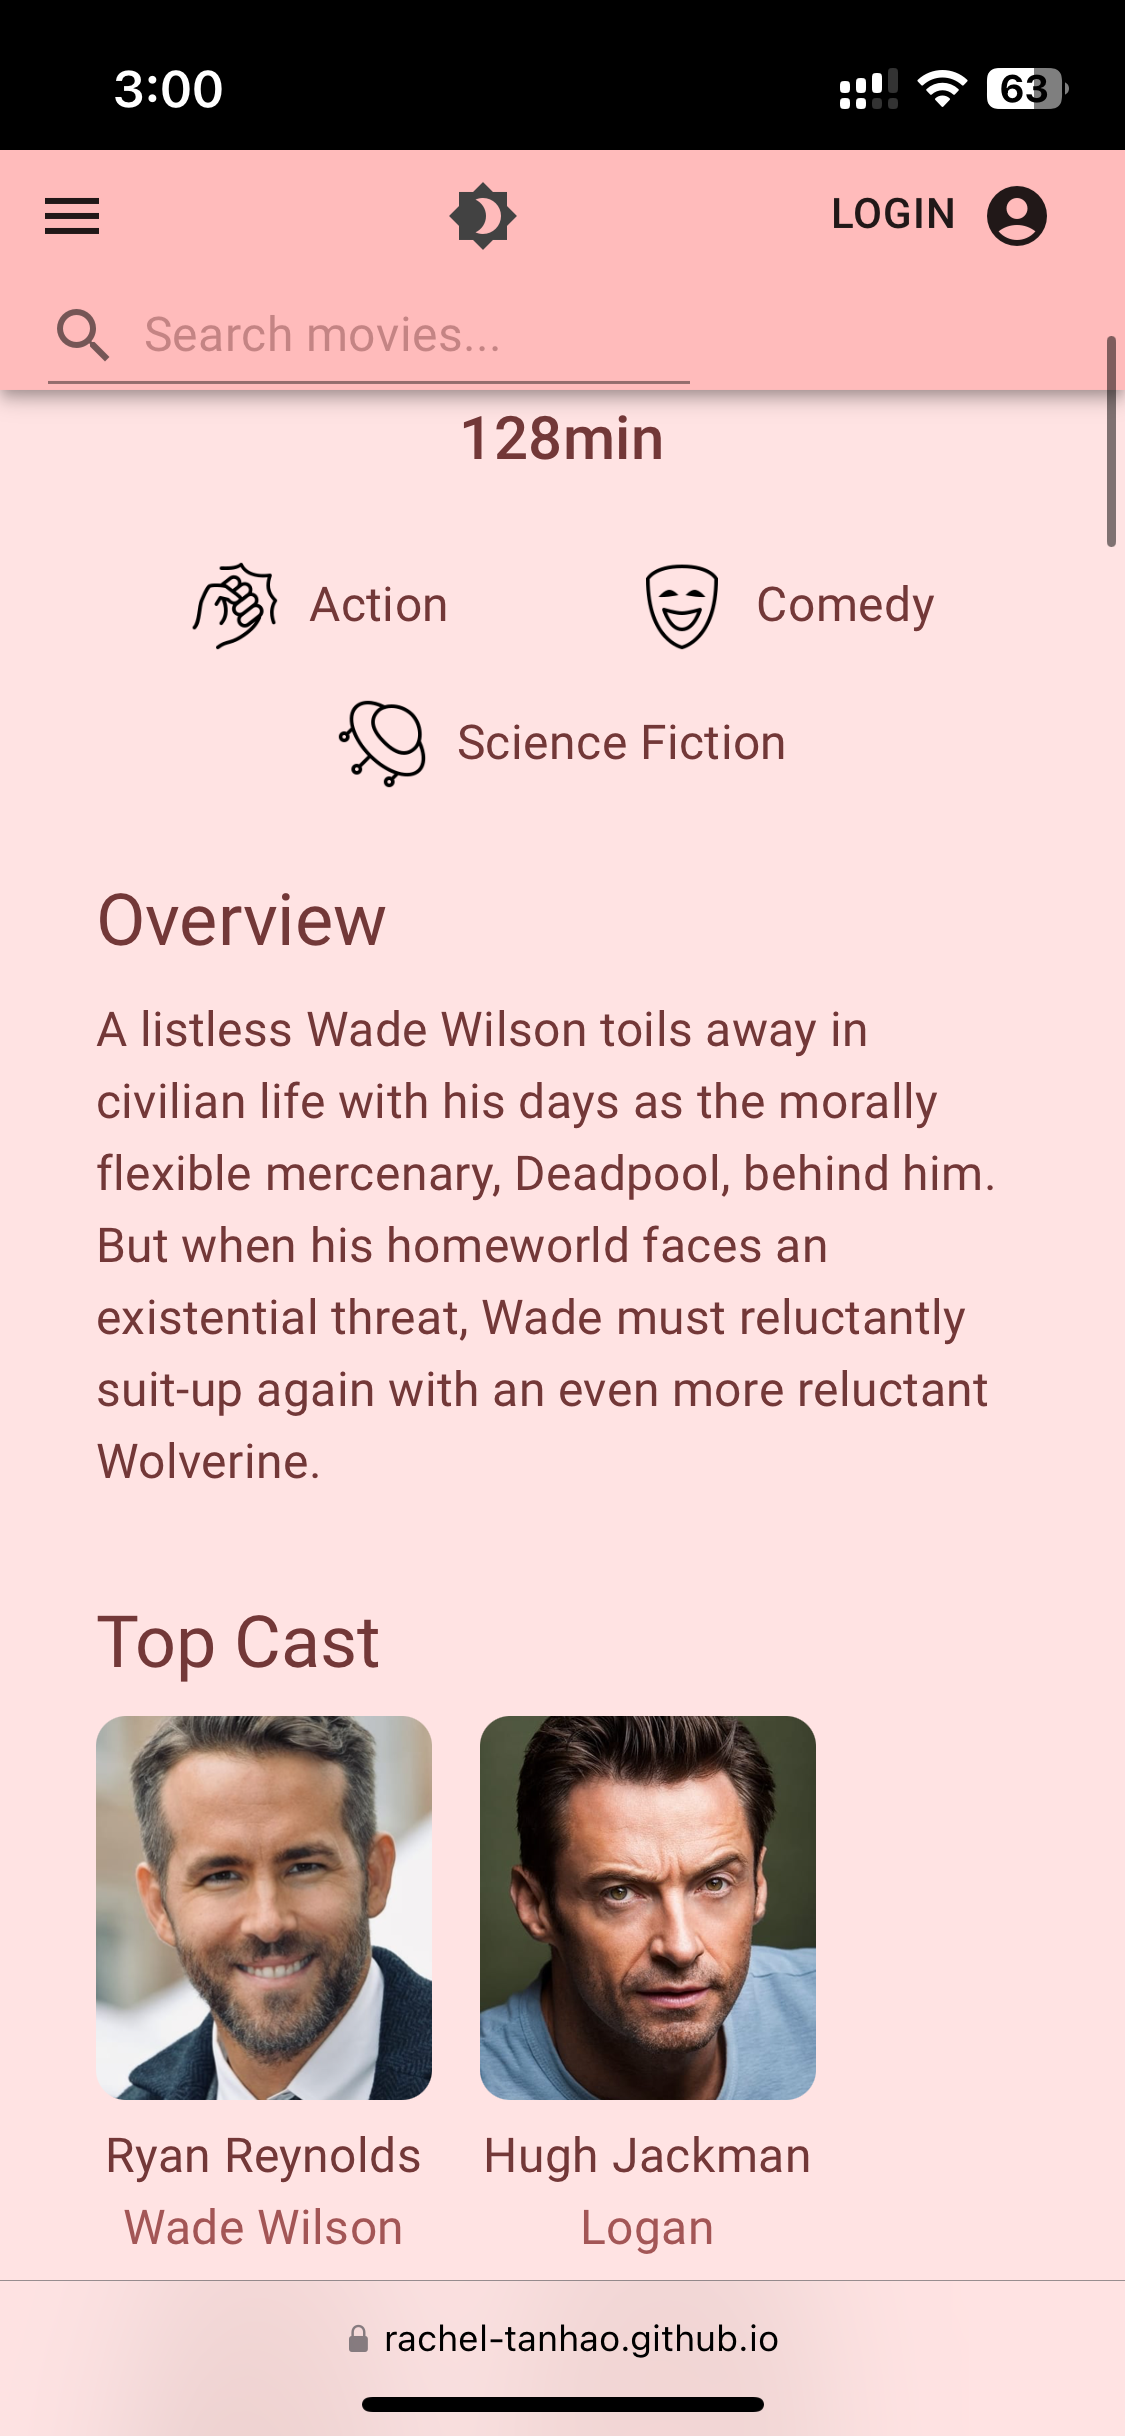 3:00
63
LOGIN
Search movies...
128min
Action
Comedy
Science Fiction
Overview
A listless Wade Wilson toils away in
civilian life with his days as the morally
flexible mercenary, Deadpool, behind him.
But when his homeworld faces an
existential threat, Wade must reluctantly
suit-up again with an even more reluctant
Wolverine.
Top Cast
Ryan Reynolds
Wade Wilson
Hugh Jackman
Logan
rachel-tanhao.github.io